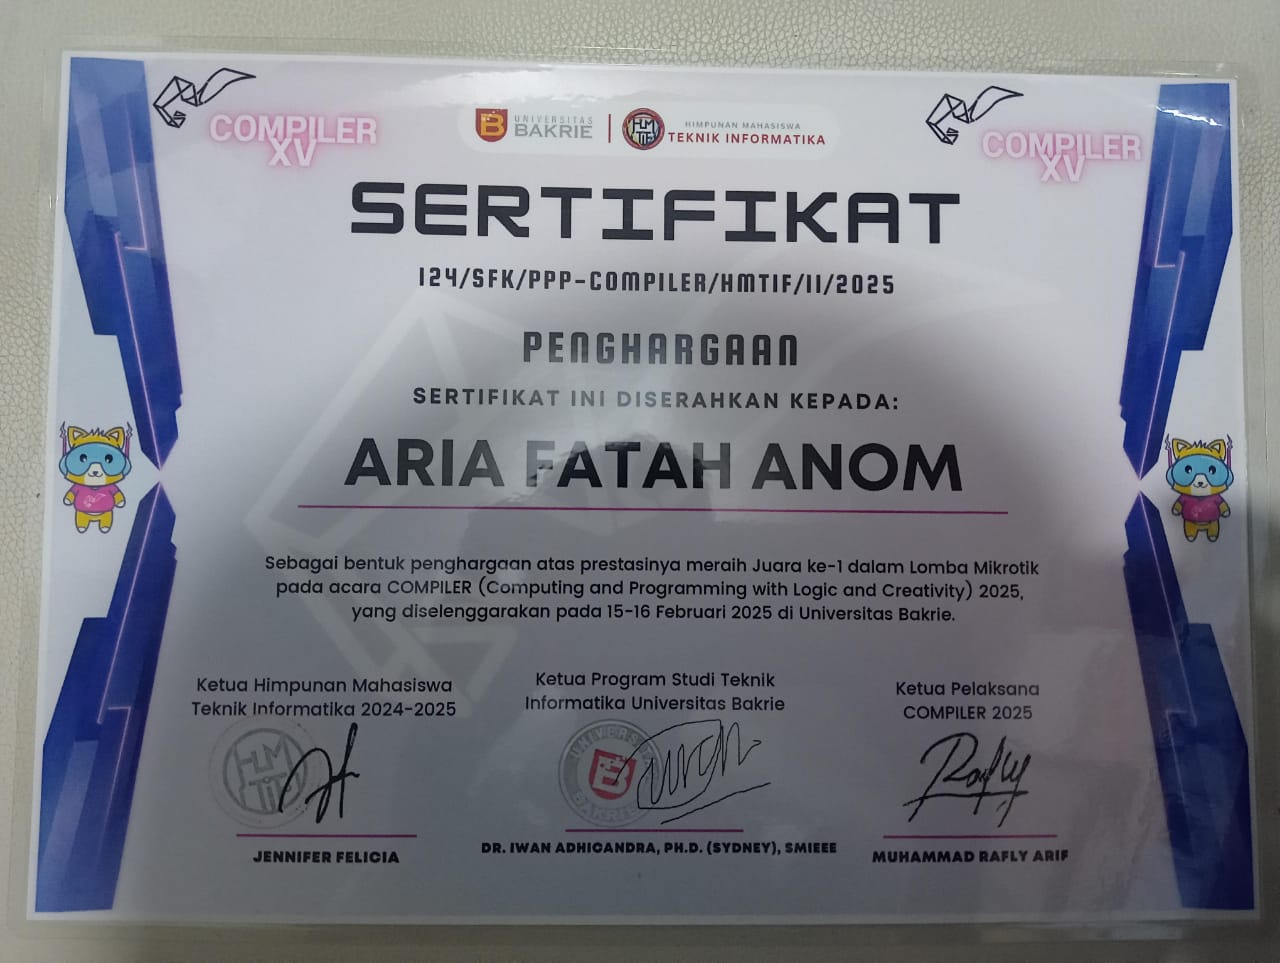 COMPILER
XV
UNIVERSITAS
BAKRIE
HIMPUNAN MAHASISWA
TEKNIK INFORMATIKA
COMPILER
XV
SERTIFIKAT
124/SFK/PPP-COMPILER/HMTIF/II/2025
PENGHARGAAN
SERTIFIKAT INI DISERAHKAN KEPADA:
ARIA FATAH ANOM
Sebagai bentuk penghargaan atas prestasinya meraih Juara ke-1 dalam Lomba Mikrotik
pada acara COMPILER (Computing and Programming with Logic and Creativity) 2025,
yang diselenggarakan pada 15-16 Februari 2025 di Universitas Bakrie.
Ketua Himpunan Mahasiswa
Teknik Informatika 2024-2025
HMTIF
JENNIFER FELICIA
Ketua Program Studi Teknik
Informatika Universitas Bakrie
BAKRIE
DR. IWAN ADHICANDRA, PH.D. (SYDNEY), SMIEEE
Ketua Pelaksana
COMPILER 2025
Rafly
MUHAMMAD RAFLY ARIF